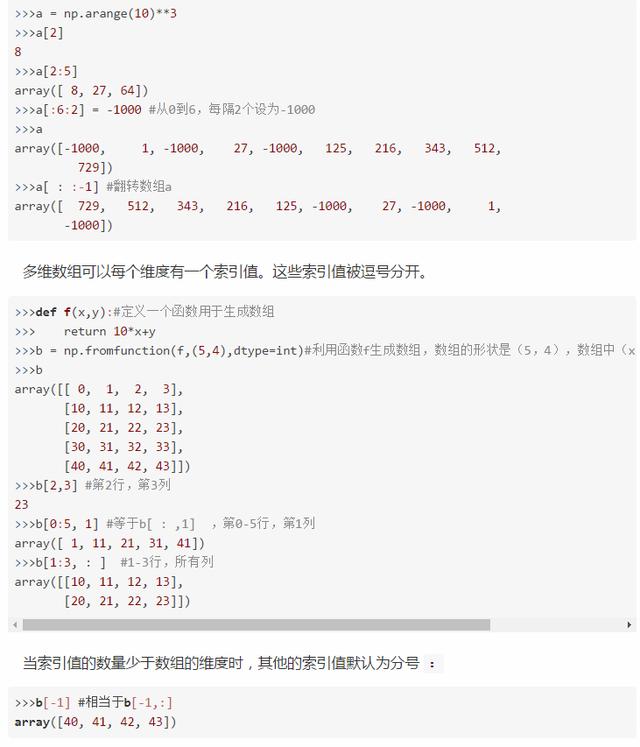 >>>a = np.arange(10)**3
>>>a[2]
8
>>>a[2:5]
array([ 8, 27, 64])
>>>a[:6:2] = -1000 #从0到6，每隔2个设为-1000
>>>a
array([-1000,     1, -1000,    27, -1000,   125,   216,   343,   512,
         729])
>>>a[ : :-1] #翻转数组a
array([  729,   512,   343,   216,   125, -1000,    27, -1000,     1,
       -1000])
多维数组可以每个维度有一个索引值。这些索引值被逗号分开。
>>>def f(x,y):#定义一个函数用于生成数组
>>>    return 10*x+y
>>>b = np.fromfunction(f,(5,4),dtype=int)#利用函数f生成数组，数组的形状是（5，4），数组中（x
>>>b
array([[ 0,  1,  2,  3],
       [10, 11, 12, 13],
       [20, 21, 22, 23],
       [30, 31, 32, 33],
       [40, 41, 42, 43]])
>>>b[2,3] #第2行，第3列
23
>>>b[0:5, 1] #等于b[ : ,1]  ，第0-5行，第1列
array([ 1, 11, 21, 31, 41])
>>>b[1:3, : ]  #1-3行，所有列
array([[10, 11, 12, 13],
       [20, 21, 22, 23]])
当索引值的数量少于数组的维度时，其他的索引值默认为分号 :
>>>b[-1] #相当于b[-1,:]
array([40, 41, 42, 43])